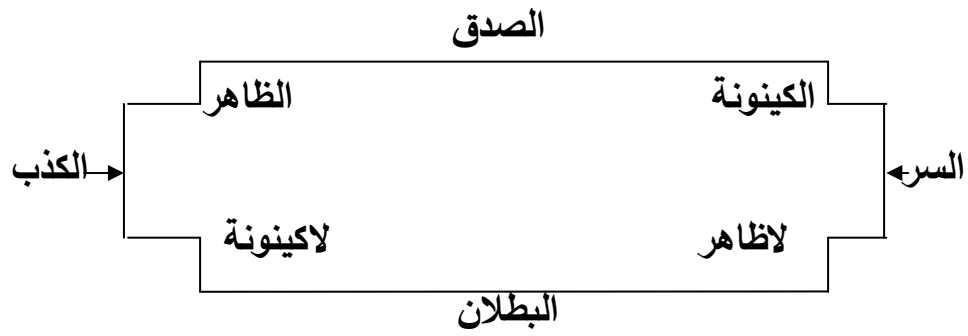 الصدق
الكينونة الظاهر
السر الكذب
لاظاهر لاكينونة
البطلان